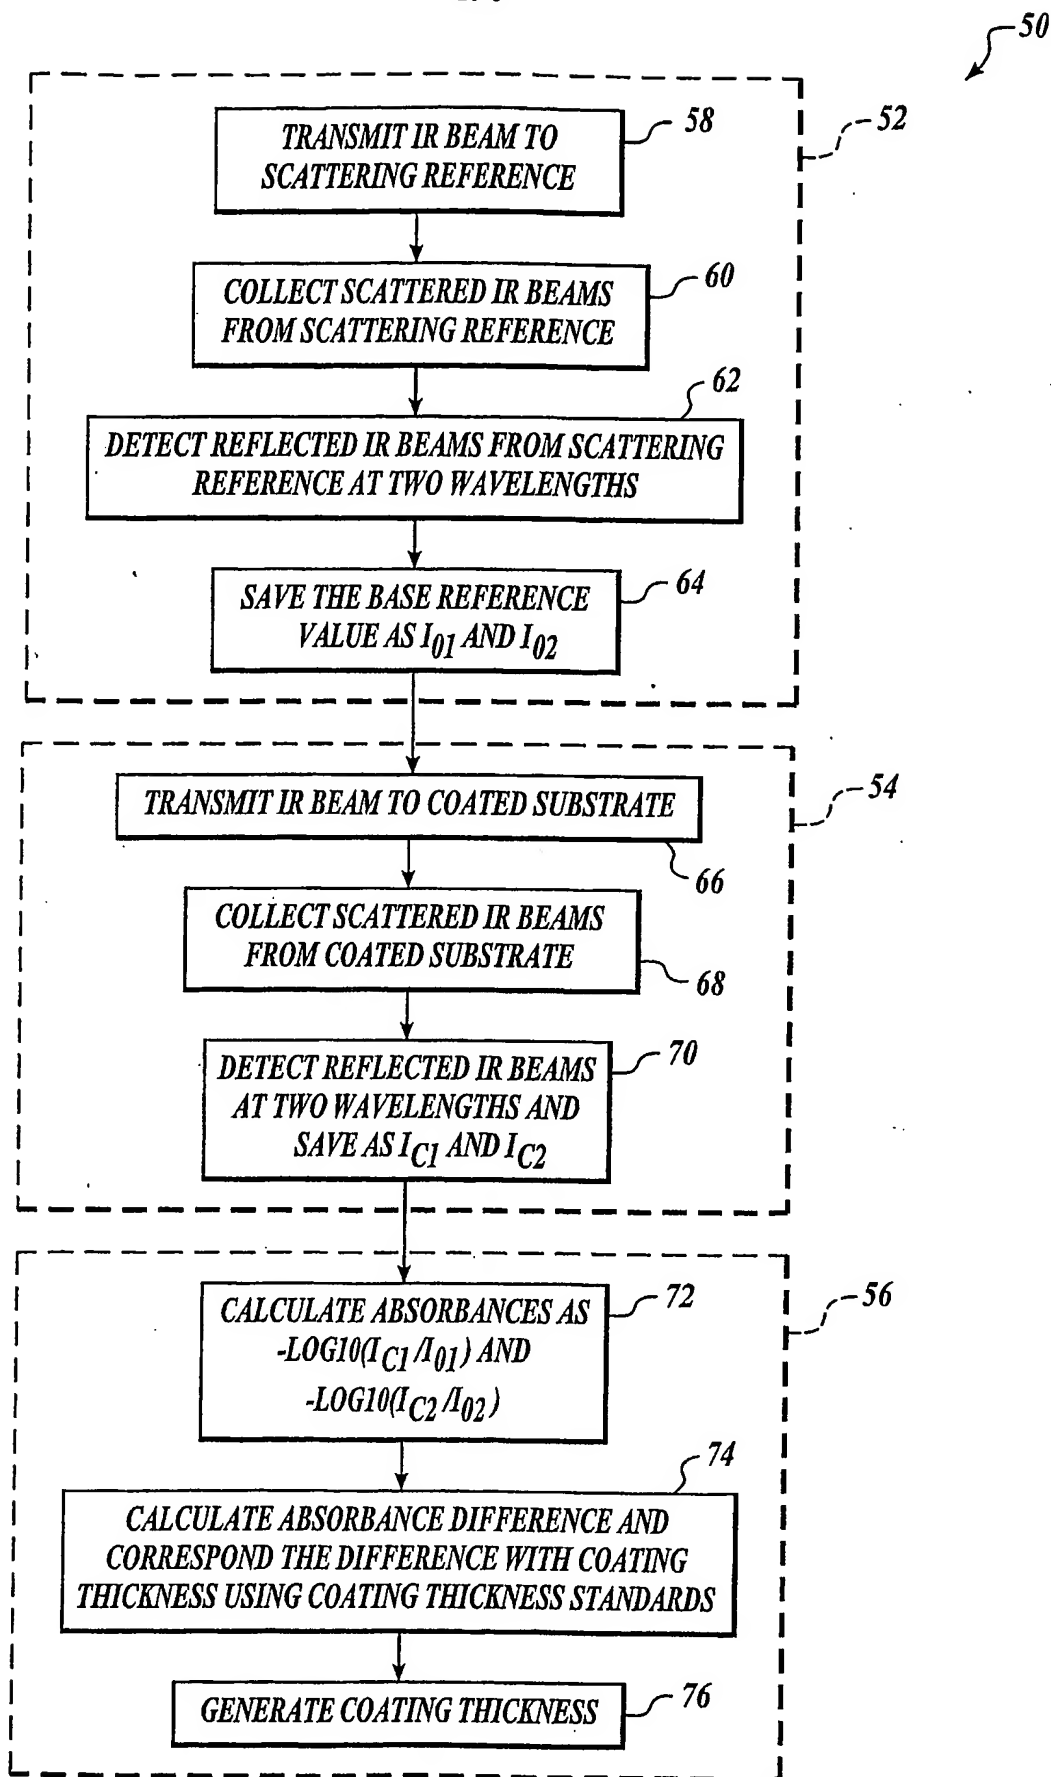 50
52
TRANSMIT IR BEAM TO
SCATTERING REFERENCE
58
COLLECT SCATTERED IR BEAMS
FROM SCATTERING REFERENCE
60
62
DETECT REFLECTED IR BEAMS FROM SCATTERING
REFERENCE AT TWO WAVELENGTHS
SAVE THE BASE REFERENCE
VALUE AS I01 AND I02
64
54
TRANSMIT IR BEAM TO COATED SUBSTRATE
66
COLLECT SCATTERED IR BEAMS
FROM COATED SUBSTRATE
68
DETECT REFLECTED IR BEAMS
AT TWO WAVELENGTHS AND
SAVE AS IC1 AND IC2
70
56
CALCULATE ABSORBANCES AS
-LOG10(IC1/I01) AND
-LOG10(IC2/I02)
72
74
CALCULATE ABSORBANCE DIFFERENCE AND
CORRESPOND THE DIFFERENCE WITH COATING
THICKNESS USING COATING THICKNESS STANDARDS
GENERATE COATING THICKNESS
76